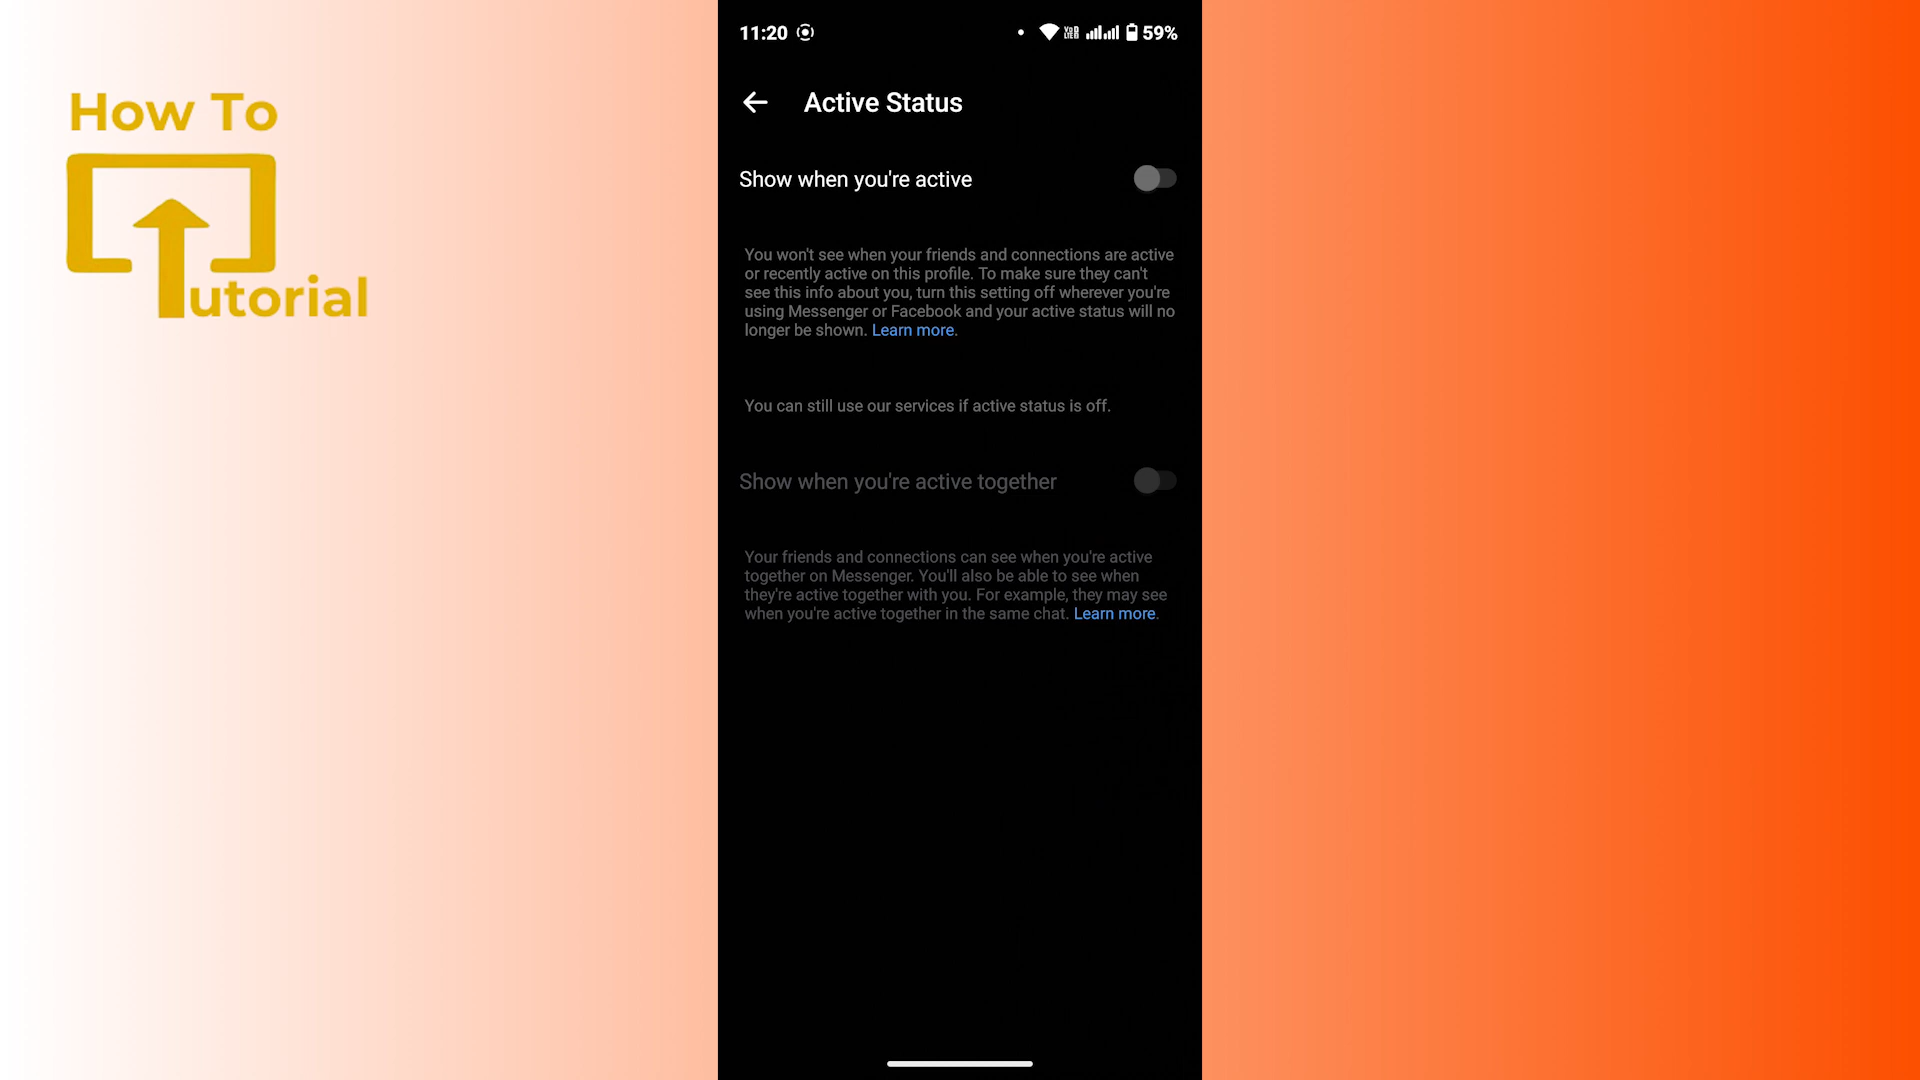 How To
utorial
11:20
59%
Active Status
Show when you're active
You won't see when your friends and connections are active
or recently active on this profile. To make sure they can't
see this info about you, turn this setting off wherever you're
using Messenger or Facebook and your active status will no
longer be shown. Learn more.
You can still use our services if active status is off.
Show when you're active together
Your friends and connections can see when you're active
together on Messenger. You'll also be able to see when
they're active together with you. For example, they may see
when you're active together in the same chat. Learn more.